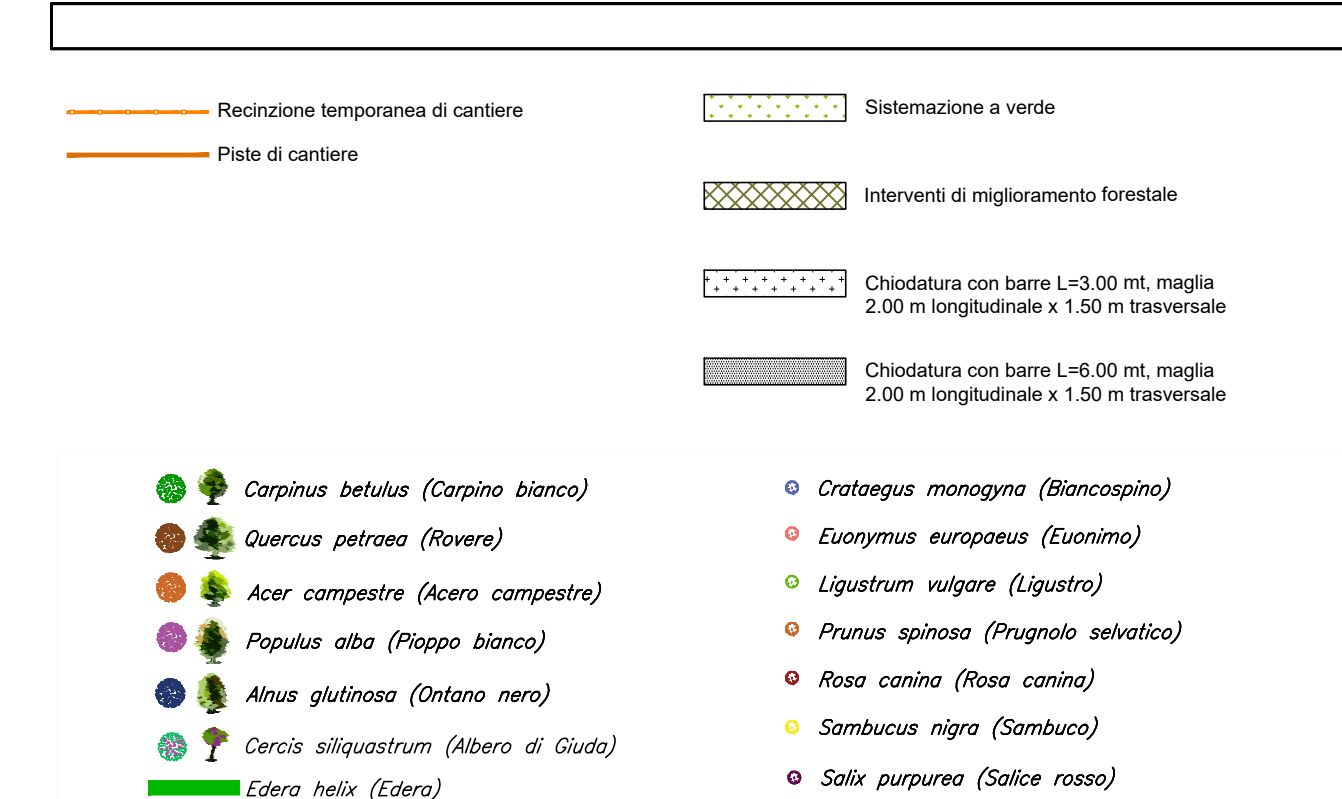 Recinzione temporanea di cantiere
Piste di cantiere
Sistemazione a verde
Interventi di miglioramento forestale
Chiodatura con barre L=3.00 mt, maglia
2.00 m longitudinale x 1.50 m trasversale
Chiodatura con barre L=6.00 mt, maglia
2.00 m longitudinale x 1.50 m trasversale
Carpinus betulus (Carpino bianco)
Quercus petraea (Rovere)
Acer campestre (Acero campestre)
Populus alba (Pioppo bianco)
Alnus glutinosa (Ontano nero)
Cercis siliquastrum (Albero di Giuda)
Edera helix (Edera)
Crataegus monogyna (Biancospino)
Euonymus europaeus (Euonimo)
Ligustrum vulgare (Ligustro)
Prunus spinosa (Prugnolo selvatico)
Rosa canina (Rosa canina)
Sambucus nigra (Sambuco)
Salix purpurea (Salice rosso)